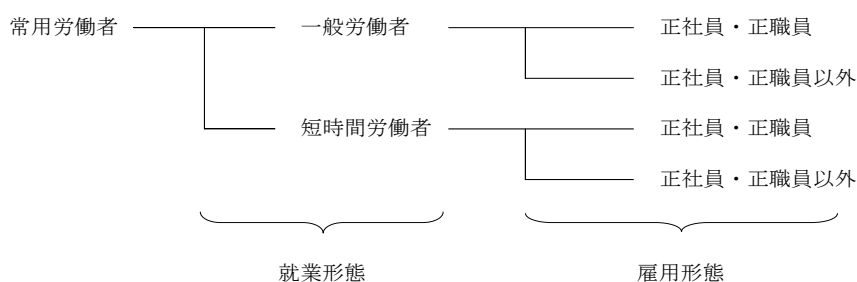 常用労働者 一般労働者 正社員・正職員
正社員・正職員以外
短時間労働者 正社員・正職員
正社員・正職員以外
就業形態 雇用形態